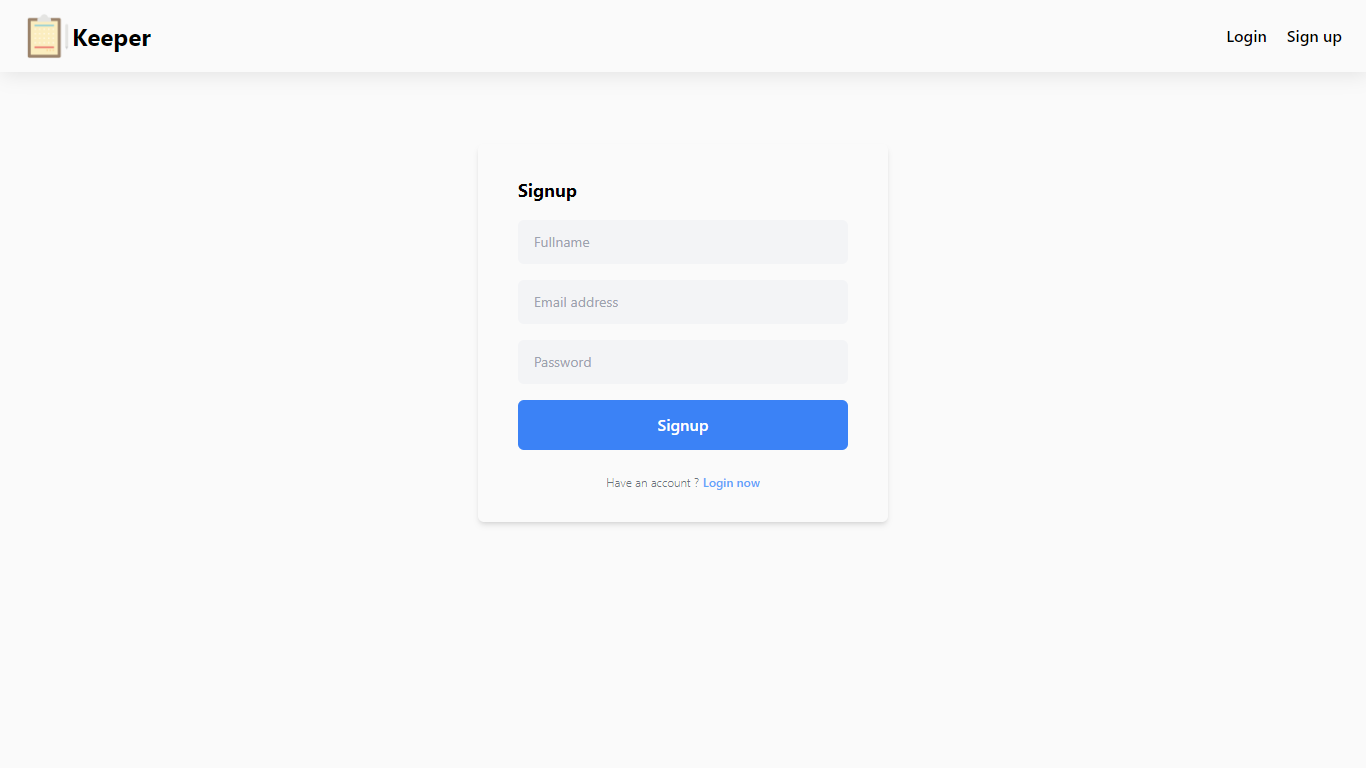 Keeper
Login
Sign up
Signup
Fullname
Email address
Password
Signup
Have an account ? Login now